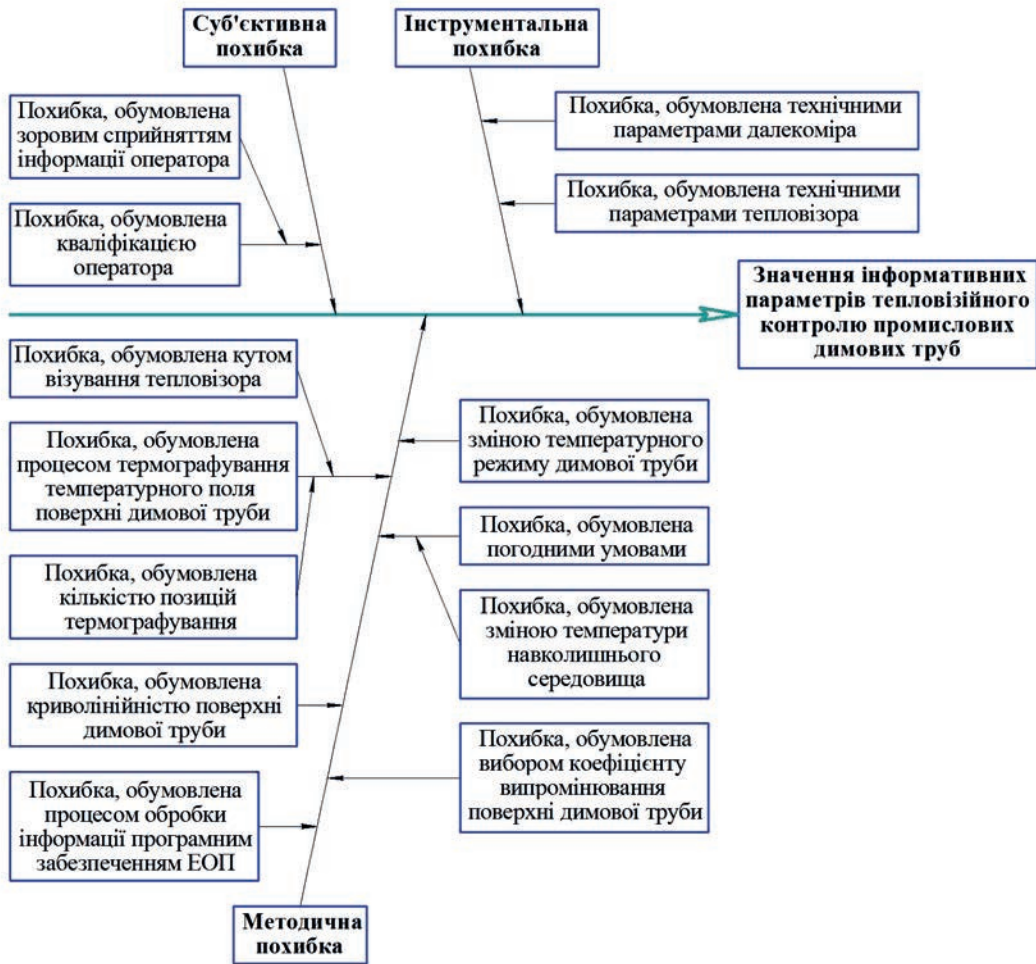 Суб'єктивна
похибка
Інструментальна
похибка
Похибка, обумовлена
зоровим сприйняттям
інформації оператора
Похибка, обумовлена
кваліфікацією
оператора
Похибка, обумовлена технічними
параметрами далекоміра
Похибка, обумовлена технічними
параметрами тепловізора
Значення інформативних
параметрів тепловізійного
контролю промислових
димових труб
Похибка, обумовлена кутом
візування тепловізора
Похибка, обумовлена
процесом термографування
температурного поля
поверхні димової труби
Похибка, обумовлена
кількістю позицій
термографування
Похибка, обумовлена
криволінійністю поверхні
димової труби
Похибка, обумовлена
процесом обробки
інформації програмним
забезпеченням ЕОП
Похибка, обумовлена
зміною температурного
режиму димової труби
Похибка, обумовлена
погодними умовами
Похибка, обумовлена
зміною температури
навколишнього
середовища
Похибка, обумовлена
вибором коефіцієнту
випромінювання
поверхні димової труби
Методична
похибка